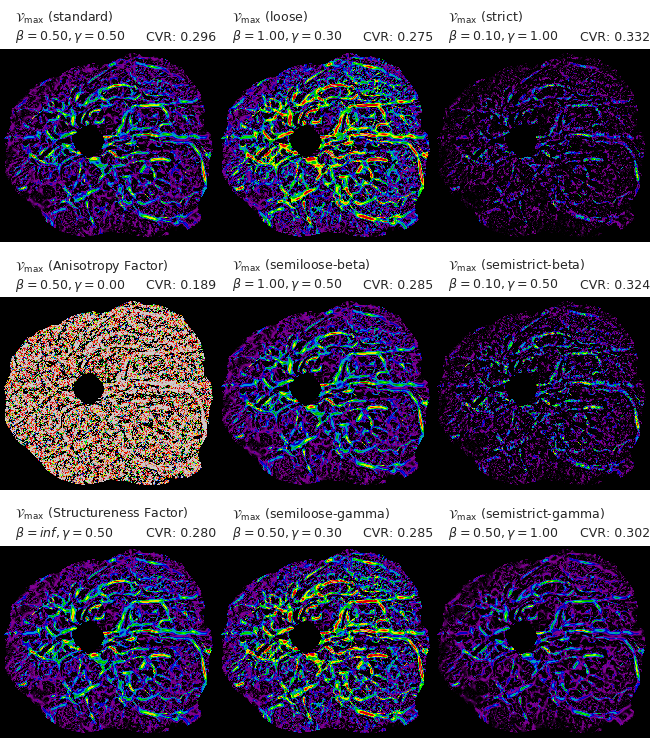 𝒱max (standard)
β = 0.50, γ = 0.50 CVR: 0.296
𝒱max (loose)
β = 1.00, γ = 0.30 CVR: 0.275
𝒱max (strict)
β = 0.10, γ = 1.00 CVR: 0.332
𝒱max (Anisotropy Factor)
β = 0.50, γ = 0.00 CVR: 0.189
𝒱max (semiloose-beta)
β = 1.00, γ = 0.50 CVR: 0.285
𝒱max (semistrict-beta)
β = 0.10, γ = 0.50 CVR: 0.324
𝒱max (Structureness Factor)
β = inf, γ = 0.50 CVR: 0.280
𝒱max (semiloose-gamma)
β = 0.50, γ = 0.30 CVR: 0.285
𝒱max (semistrict-gamma)
β = 0.50, γ = 1.00 CVR: 0.302